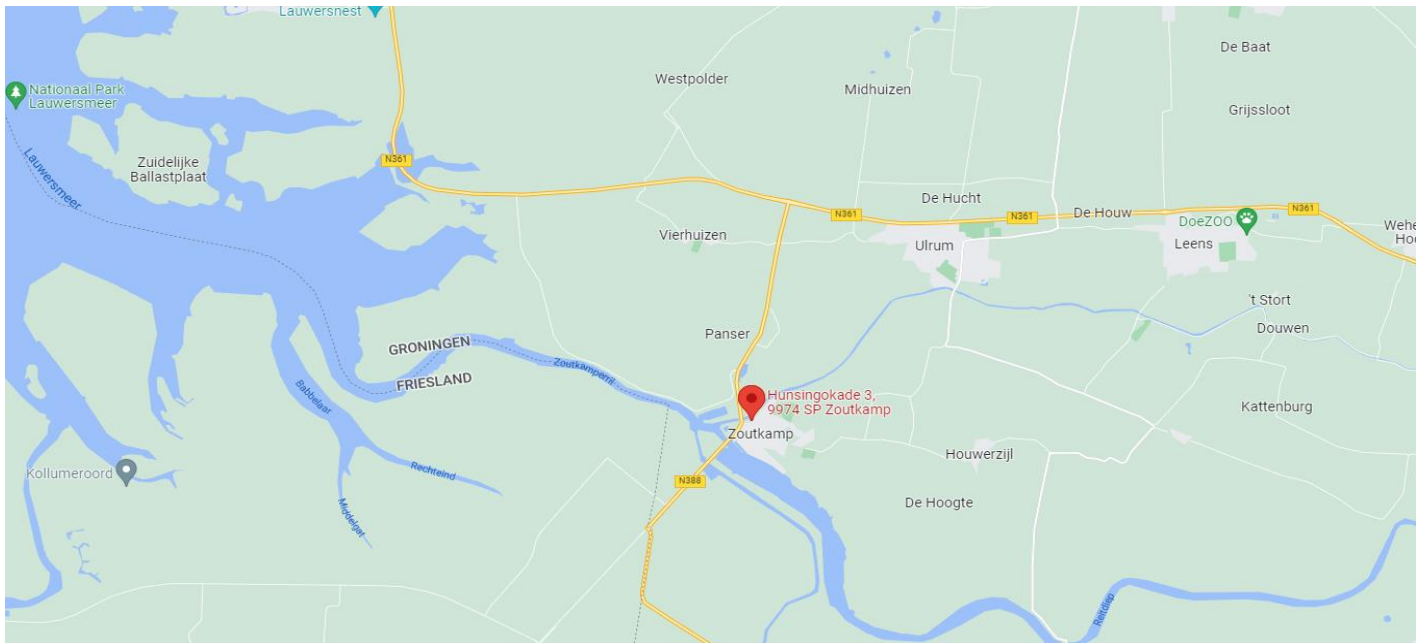 Lauwersnest
De Baat
Westpolder
Midhuizen
Nationaal Park
Lauwersmeer
Grijssloot
Zuidelijke
Ballastplaat
N361
Lauwersmeer
De Hucht
N361
N361
De Houw
N361
DoeZOO
Vierhuizen
Ulrum
Leens
't Stort
Douwen
Panser
GRONINGEN
FRIESLAND
Zoutkamperril
Babbelaar
Hunsingokade 3,
9974 SP Zoutkamp
Zoutkamp
Kattenburg
Houwerzijl
Kollumeroord
Rechteind
N388
Middelgat
De Hoogte
Reitdiep